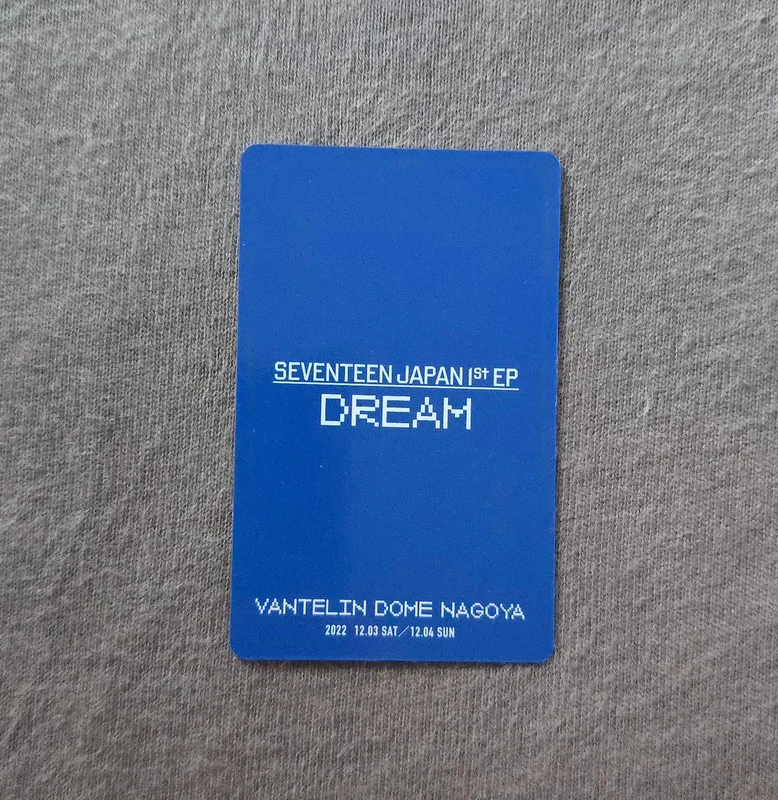 SEVENTEEN JAPAN 1st EP
DREAM
VANTELIN DOME NAGOYA
2022 12.03 SAT/12.04 SUN